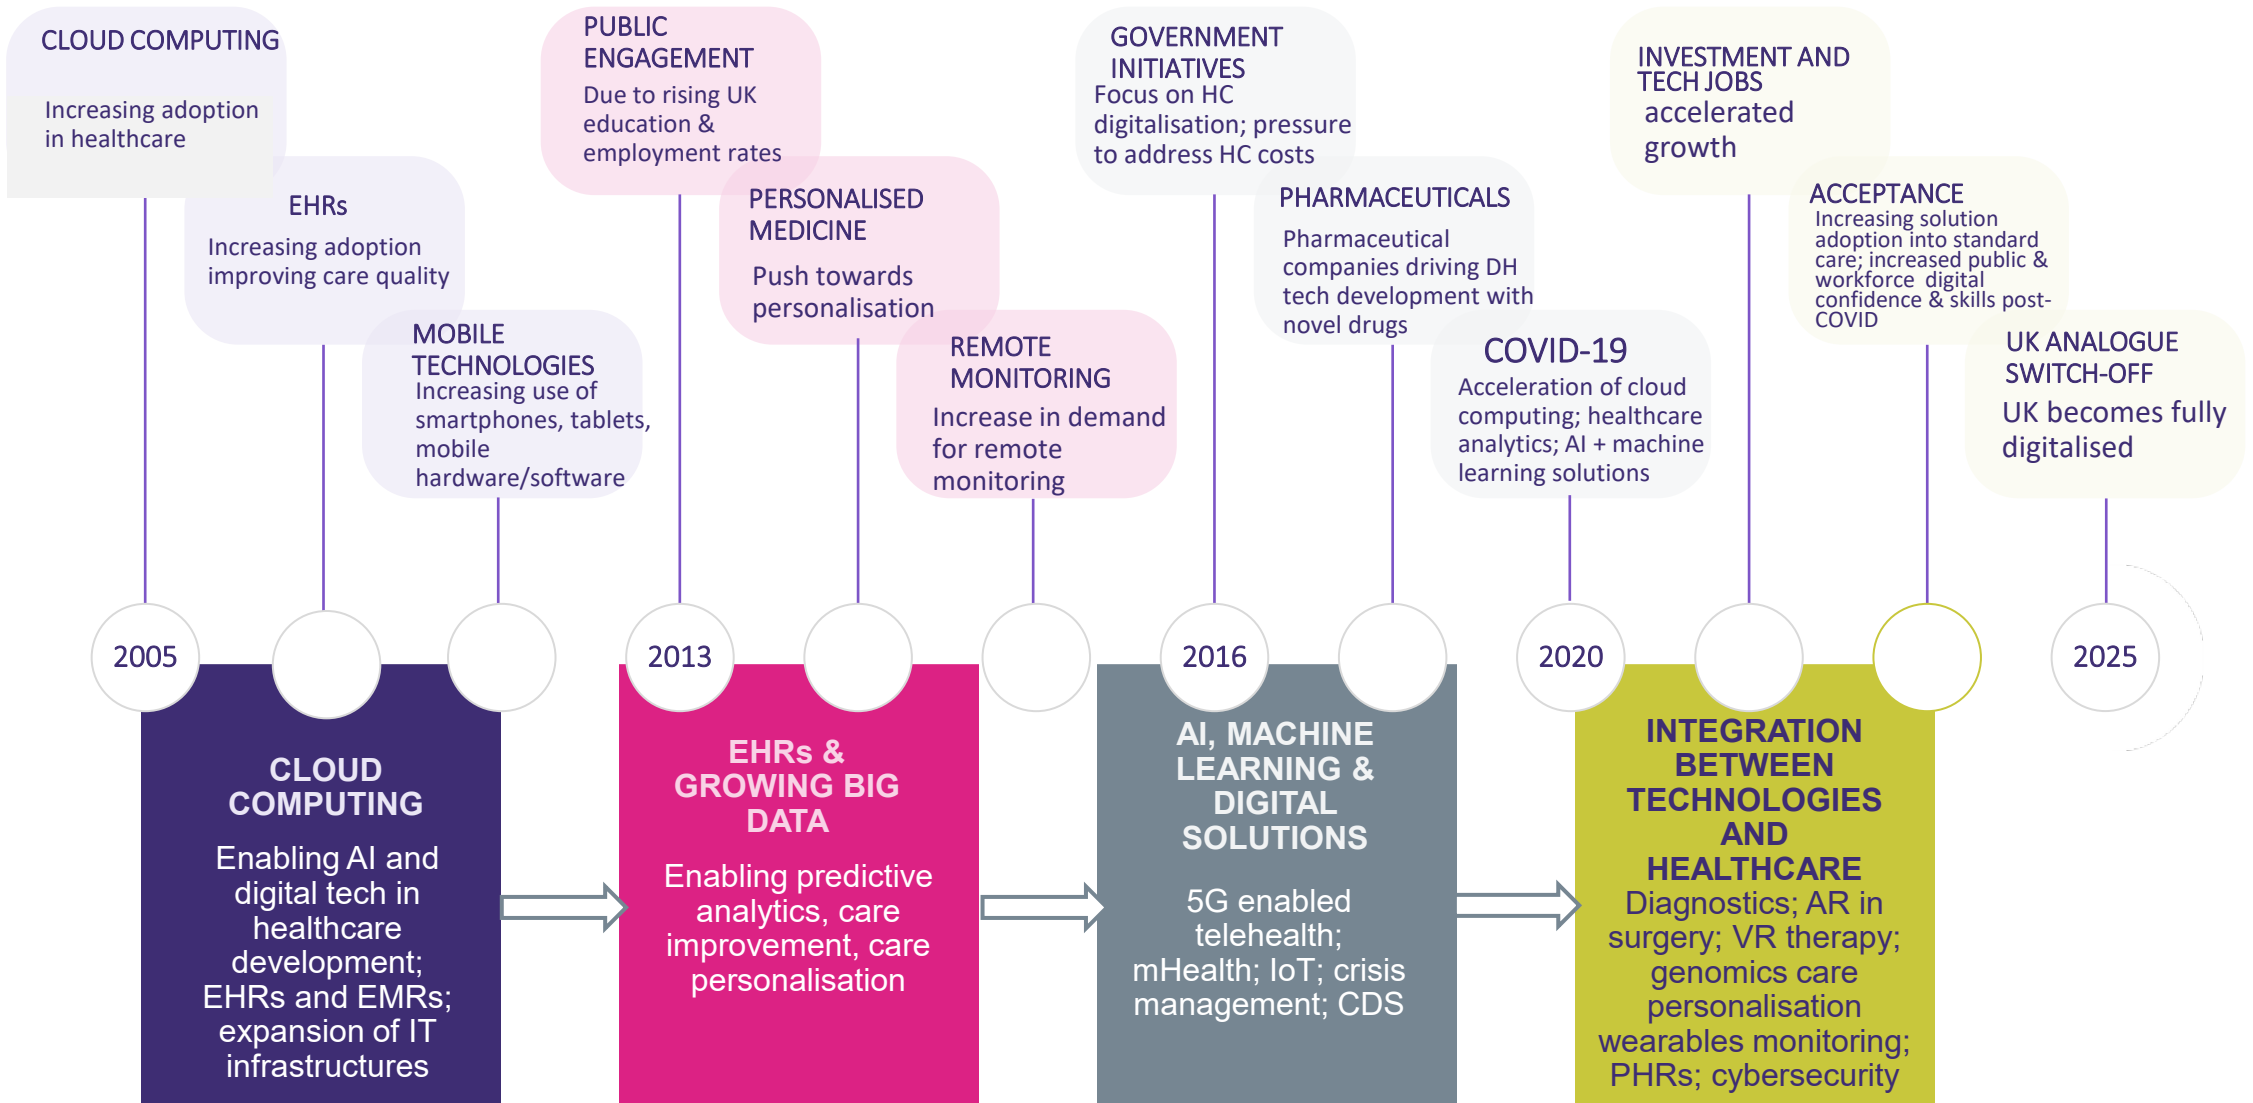 CLOUD COMPUTING
Increasing adoption
in healthcare
EHRs
Increasing adoption
improving care quality
MOBILE
TECHNOLOGIES
Increasing use of
smartphones, tablets,
mobile
hardware/software
PUBLIC
ENGAGEMENT
Due to rising UK
education &
employment rates
PERSONALISED
MEDICINE
Push towards
personalisation
REMOTE
MONITORING
Increase in demand
for remote
monitoring
GOVERNMENT
INITIATIVES
Focus on HC
digitalisation; pressure
to address HC costs
PHARMACEUTICALS
Pharmaceutical
companies driving DH
tech development with
novel drugs
COVID-19
Acceleration of cloud
computing; healthcare
analytics; AI + machine
learning solutions
INVESTMENT AND
TECH JOBS
accelerated
growth
ACCEPTANCE
Increasing solution
adoption into standard
care; increased public &
workforce digital
confidence & skills post-
COVID
UK ANALOGUE
SWITCH-OFF
UK becomes fully
digitalised
2005
2013
2016
2020
2025
CLOUD
COMPUTING
Enabling AI and
digital tech in
healthcare
development;
EHRs and EMRs;
expansion of IT
infrastructures
EHRs &
GROWING BIG
DATA
Enabling predictive
analytics, care
improvement, care
personalisation
AI, MACHINE
LEARNING &
DIGITAL
SOLUTIONS
5G enabled
telehealth;
mHealth; IoT; crisis
management; CDS
INTEGRATION
BETWEEN
TECHNOLOGIES
AND
HEALTHCARE
Diagnostics; AR in
surgery; VR therapy;
genomics care
personalisation
wearables monitoring;
PHRs; cybersecurity